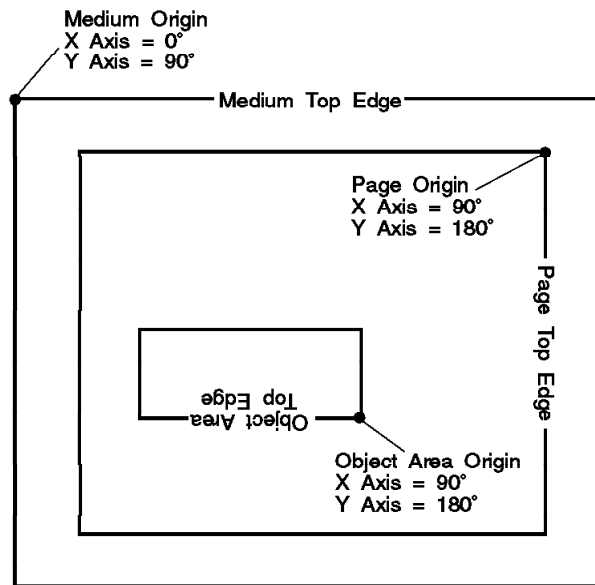 Medium Origin
X Axis = 0°
Y Axis = 90°
Medium Top Edge
Page Origin
X Axis = 90°
Y Axis = 180°
Page Top Edge
Object Area
Top Edge
Object Area Origin
X Axis = 90°
Y Axis = 180°